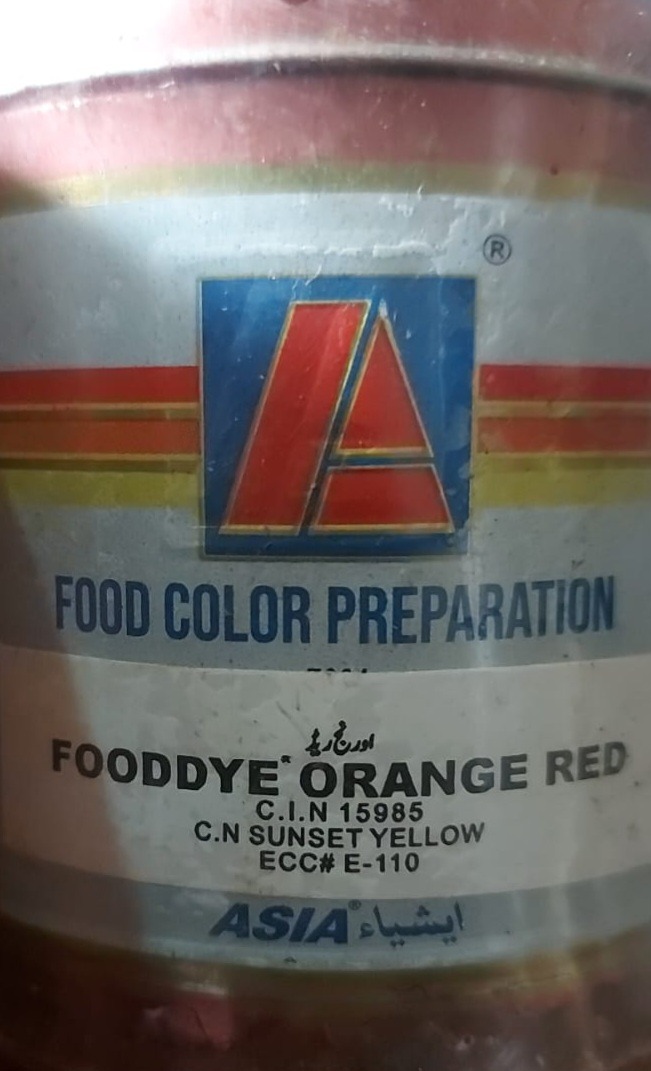 ®
FOOD COLOR PREPARATION
اورنج ریڈ
FOODDYE* ORANGE RED
C.I.N 15985
C.N SUNSET YELLOW
ECC# E-110
ASIA® ایشیاء